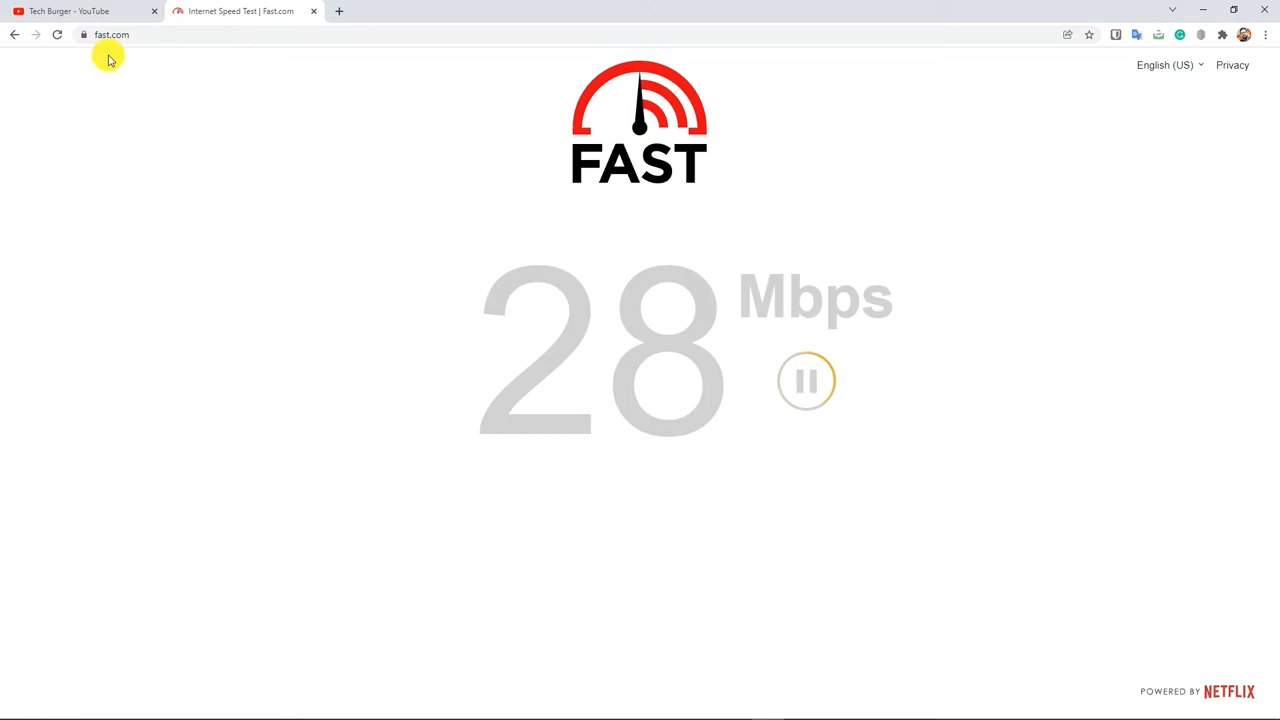 Tech Burger - YouTube
Internet Speed Test | Fast.com
fast.com
English (US)
Privacy
FAST
28 Mbps
POWERED BY NETFLIX